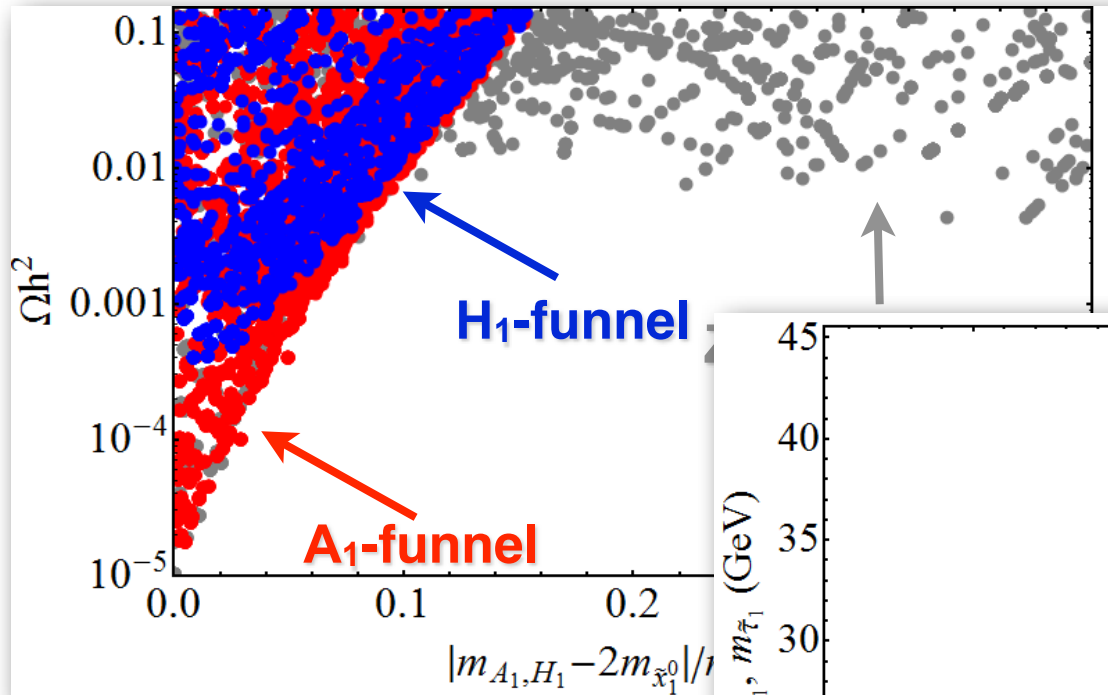 0.1
0.01
0.001
10⁻⁴
10⁻⁵
Ωh²
H₁-funnel
A₁-funnel
0.0 0.1 0.2
|m_{A₁,H₁}−2m_{χ̃₁⁰}|/
45
40
35
30
m_{τ̃₁} (GeV)